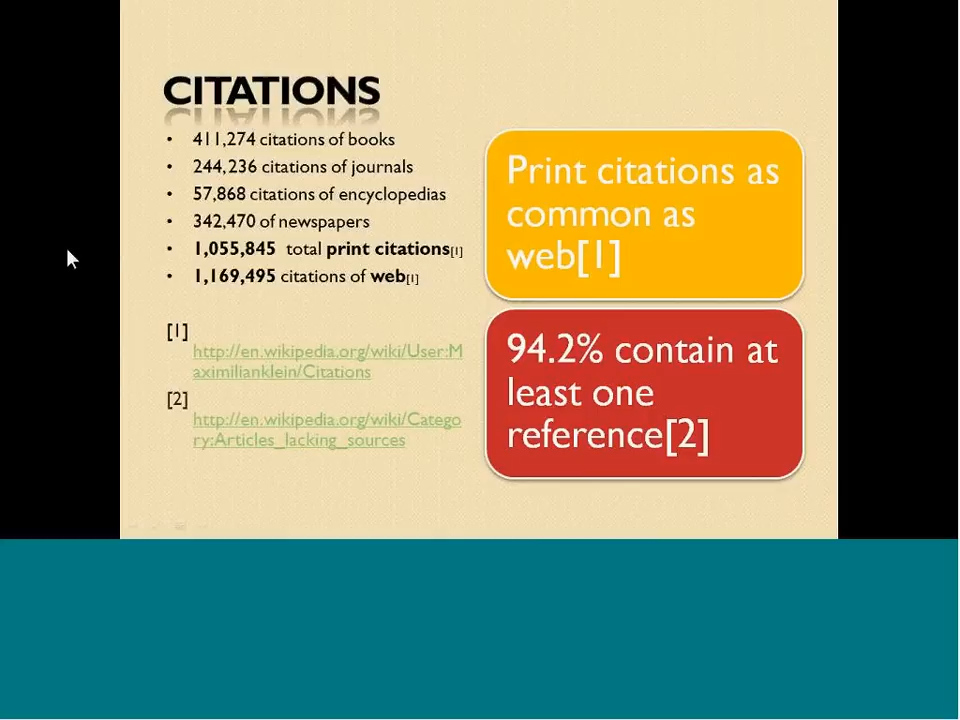 CITATIONS
• 411,274 citations of books
• 244,236 citations of journals
• 57,868 citations of encyclopedias
• 342,470 of newspapers
• 1,055,845 total print citations[1]
• 1,169,495 citations of web[1]
[1]
http://en.wikipedia.org/wiki/User:M
aximilianklein/Citations
[2]
http://en.wikipedia.org/wiki/Catego
ry:Articles_lacking_sources
Print citations as
common as
web[1]
94.2% contain at
least one
reference[2]